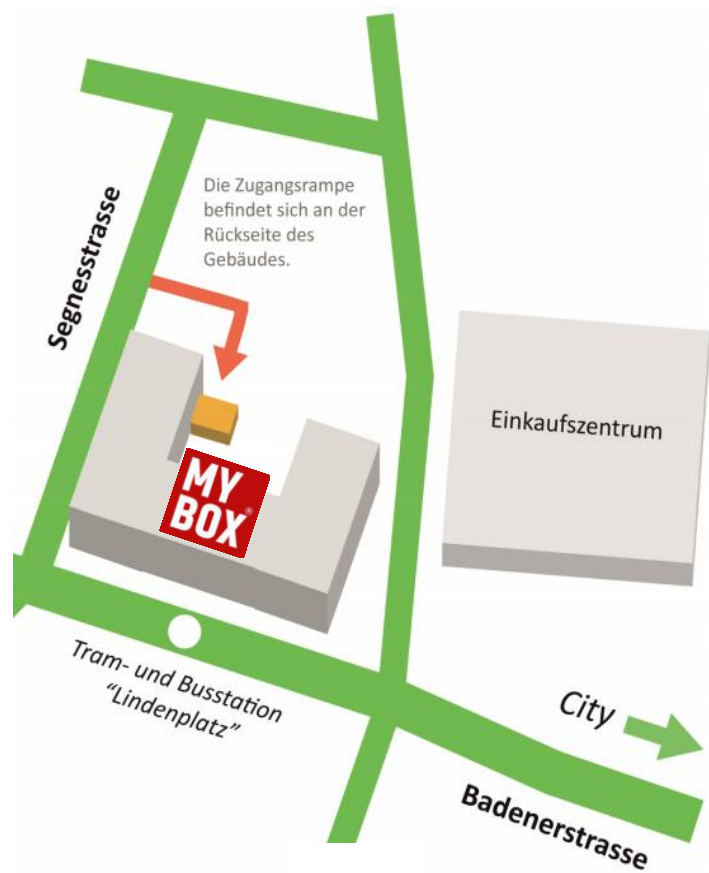 Die Zugangsrampe
befindet sich an der
Rückseite des
Gebäudes.
Segnesstrasse
Einkaufszentrum
MY
BOX®
Tram- und Busstation
"Lindenplatz"
City
Badenerstrasse